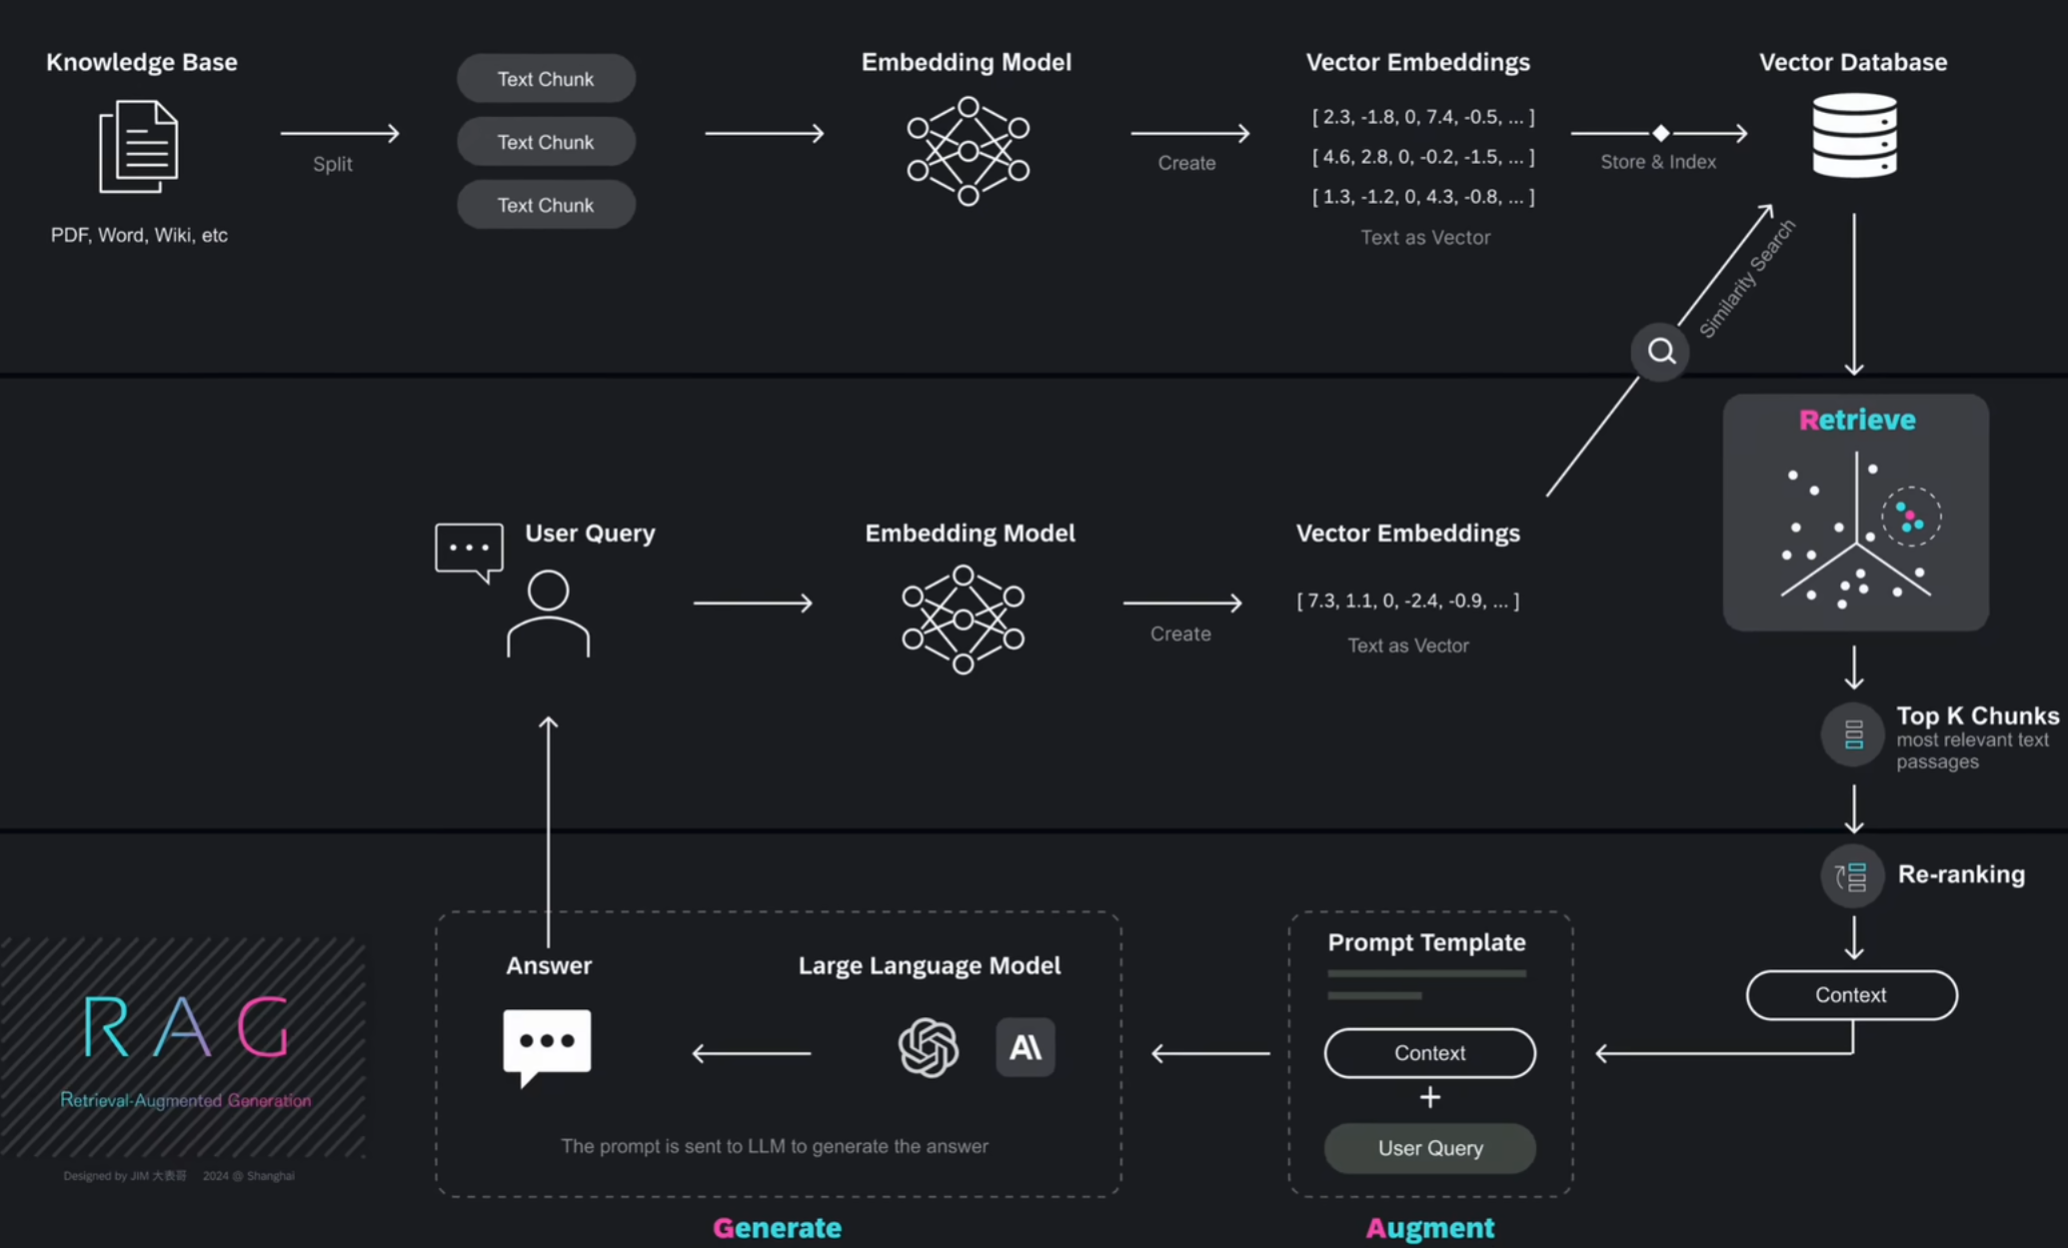 Knowledge Base
PDF, Word, Wiki, etc
Split
Text Chunk
Text Chunk
Text Chunk
Embedding Model
Create
Vector Embeddings
[ 2.3, -1.8, 0, 7.4, -0.5, ... ]
[ 4.6, 2.8, 0, -0.2, -1.5, ... ]
[ 1.3, -1.2, 0, 4.3, -0.8, ... ]
Text as Vector
Store & Index
Vector Database
Similarity Search
User Query
Embedding Model
Create
Vector Embeddings
[ 7.3, 1.1, 0, -2.4, -0.9, ... ]
Text as Vector
Retrieve
Top K Chunks
most relevant text
passages
Re-ranking
Context
Prompt Template
Context
+
User Query
Augment
Large Language Model
A\
Answer
The prompt is sent to LLM to generate the answer
Generate
RAG
Retrieval-Augmented Generation
Designed by JIM 大表哥 2024 @ Shanghai